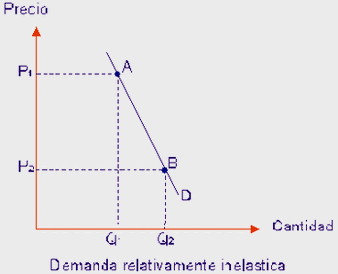 Precio
P1
A
P2
B
D
Q1
Q2
Cantidad
Demanda relativamente inelastica